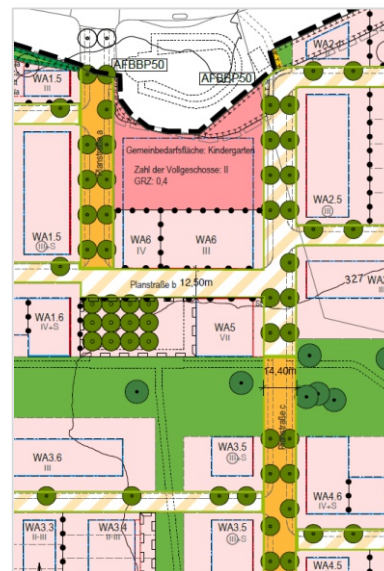 AFBBP50
AFBBP50
WA1.5
III
Planstraße a
Gemeinbedarfsfläche: Kindergarten
Zahl der Vollgeschosse: II
GRZ: 0,4
WA1.5
III+S
WA2.5
III
WA6
IV
WA6
III
Planstraße b
12,50m
327
WA1.6
IV+S
WA5
VII
14,40m
Planstraße c
WA3.6
III
WA3.5
III+S
WA4.6
IV+S
WA3.3
II-III
WA3.4
II-III
WA3.5
III+S
WA4.5